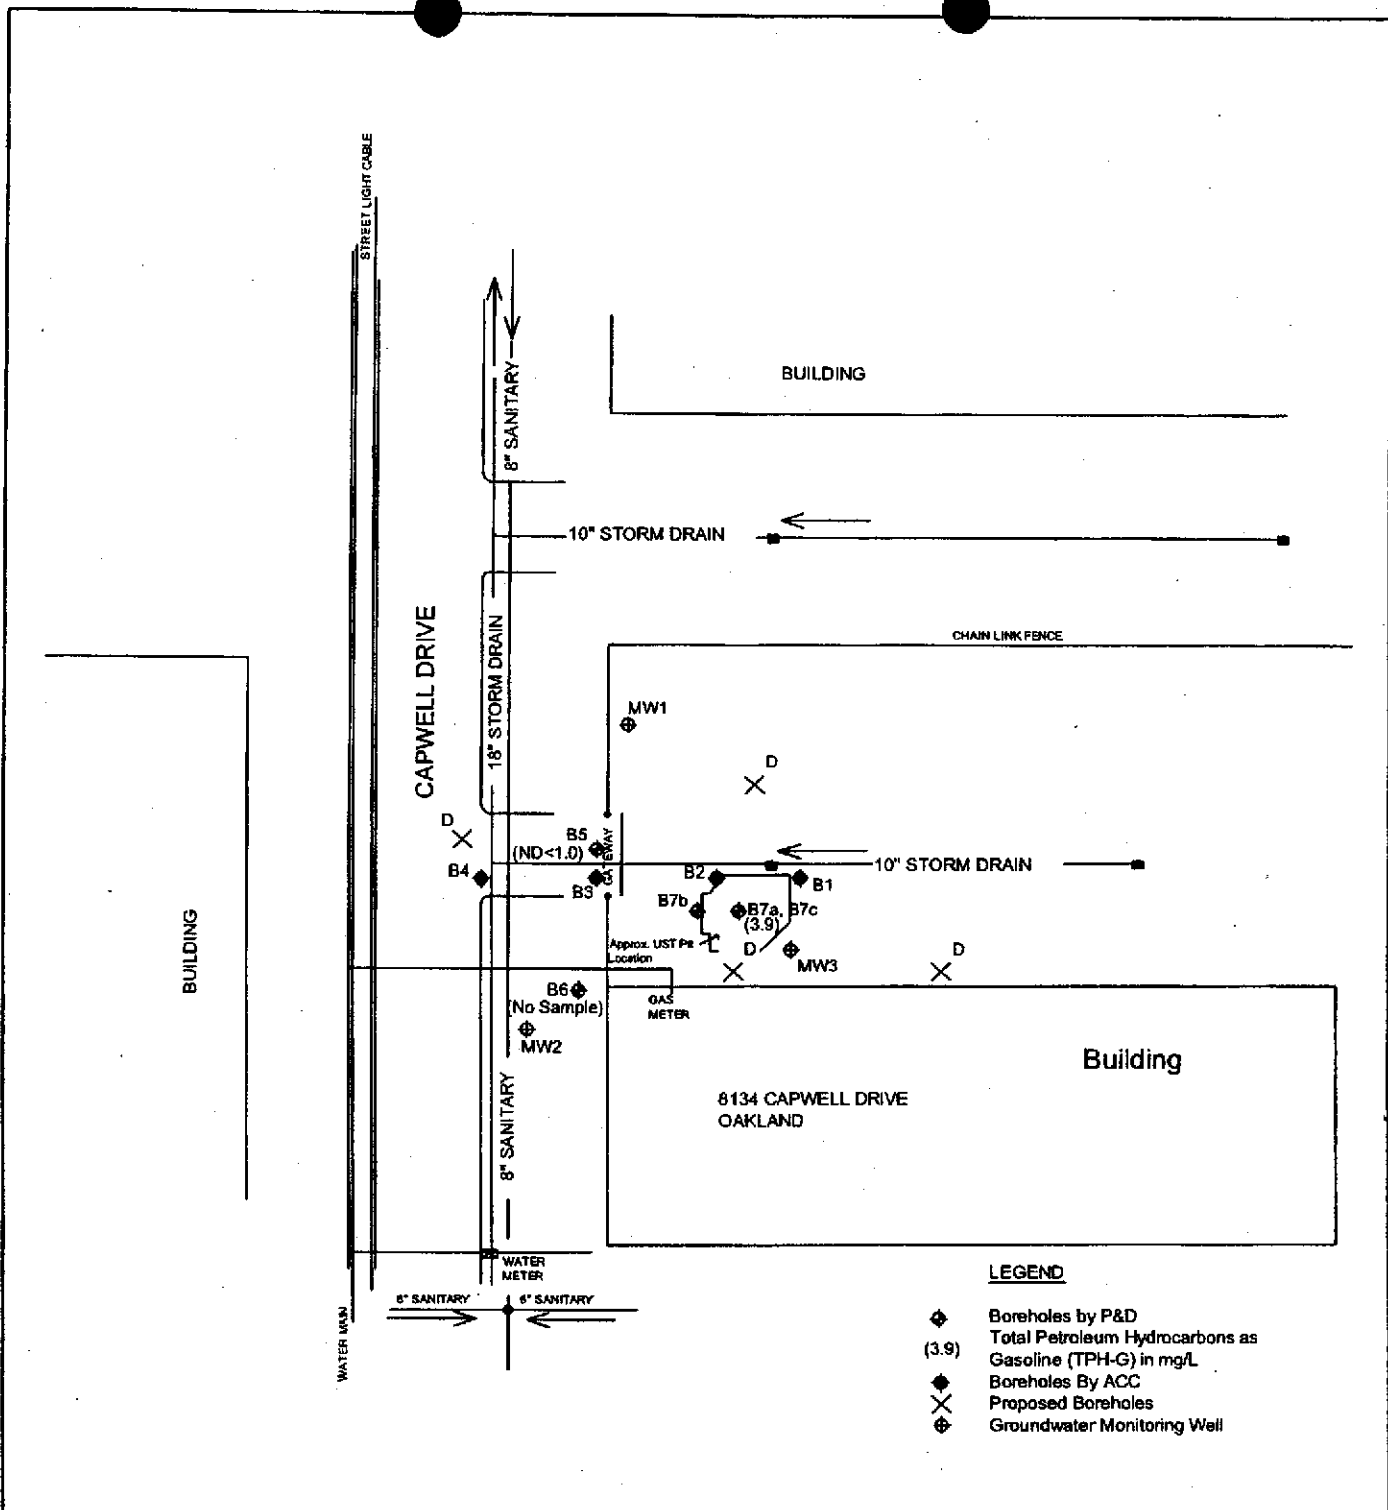 STREET LIGHT CABLE
8" SANITARY
BUILDING
10" STORM DRAIN
CAPWELL DRIVE
18" STORM DRAIN
CHAIN LINK FENCE
MW1
D
D
B5
(ND<1.0)
GATEWAY
10" STORM DRAIN
B4
B3
B2
B1
B7b
B7a, B7c
(3.9)
Approx. UST Pit
Location
D
D
MW3
BUILDING
B6
(No Sample)
GAS
METER
MW2
Building
8134 CAPWELL DRIVE
OAKLAND
8" SANITARY
WATER
METER
6" SANITARY
6" SANITARY
WATER MAIN
LEGEND
Boreholes by P&D
(3.9)
Total Petroleum Hydrocarbons as
Gasoline (TPH-G) in mg/L
Boreholes By ACC
Proposed Boreholes
Groundwater Monitoring Well